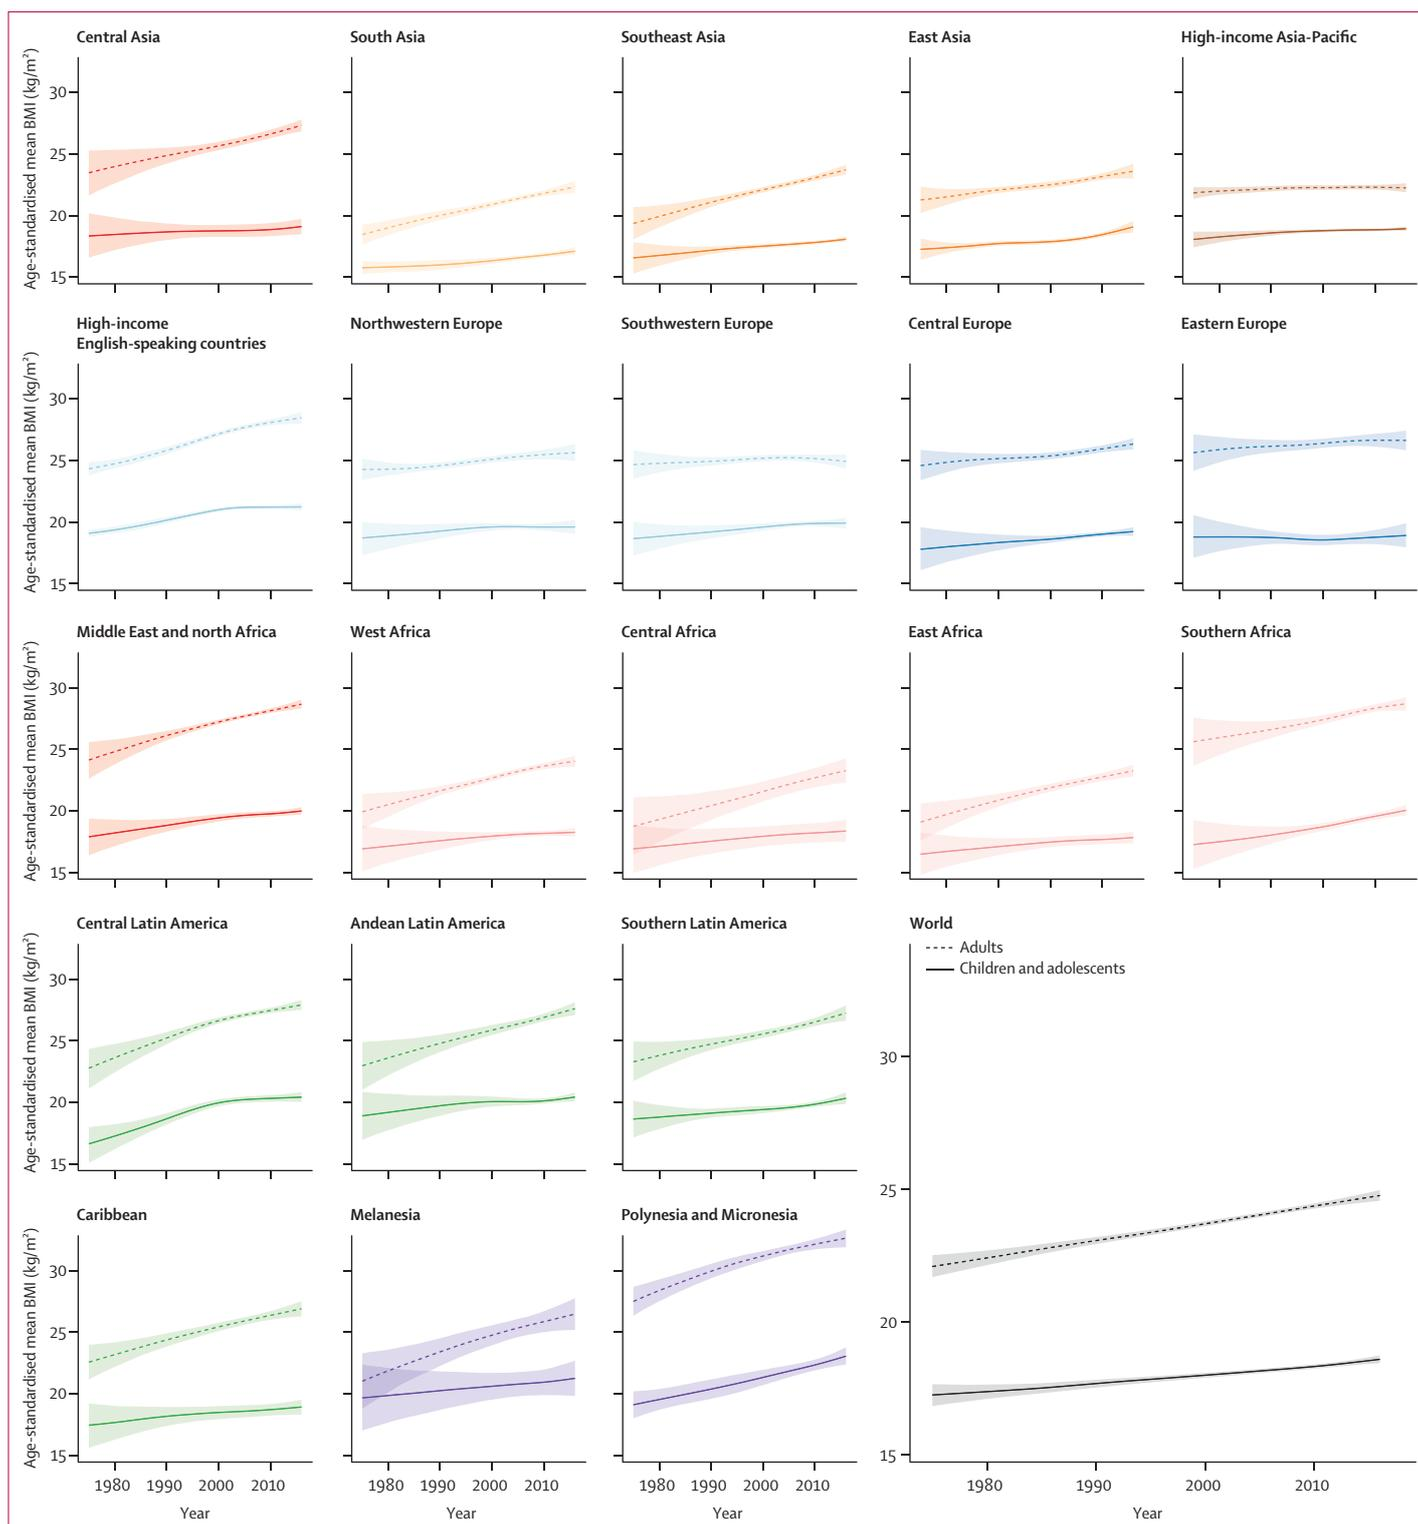 Central Asia
South Asia
Southeast Asia
East Asia
High-income Asia-Pacific
Age-standardised mean BMI (kg/m²)
30
25
20
15
High-income
English-speaking countries
Northwestern Europe
Southwestern Europe
Central Europe
Eastern Europe
Age-standardised mean BMI (kg/m²)
30
25
20
15
Middle East and north Africa
West Africa
Central Africa
East Africa
Southern Africa
Age-standardised mean BMI (kg/m²)
30
25
20
15
Central Latin America
Andean Latin America
Southern Latin America
World
Adults
Children and adolescents
Age-standardised mean BMI (kg/m²)
30
25
20
15
30
25
20
15
Caribbean
Melanesia
Polynesia and Micronesia
Age-standardised mean BMI (kg/m²)
30
25
20
15
1980 1990 2000 2010
Year
1980 1990 2000 2010
Year
1980 1990 2000 2010
Year
1980 1990 2000 2010
Year